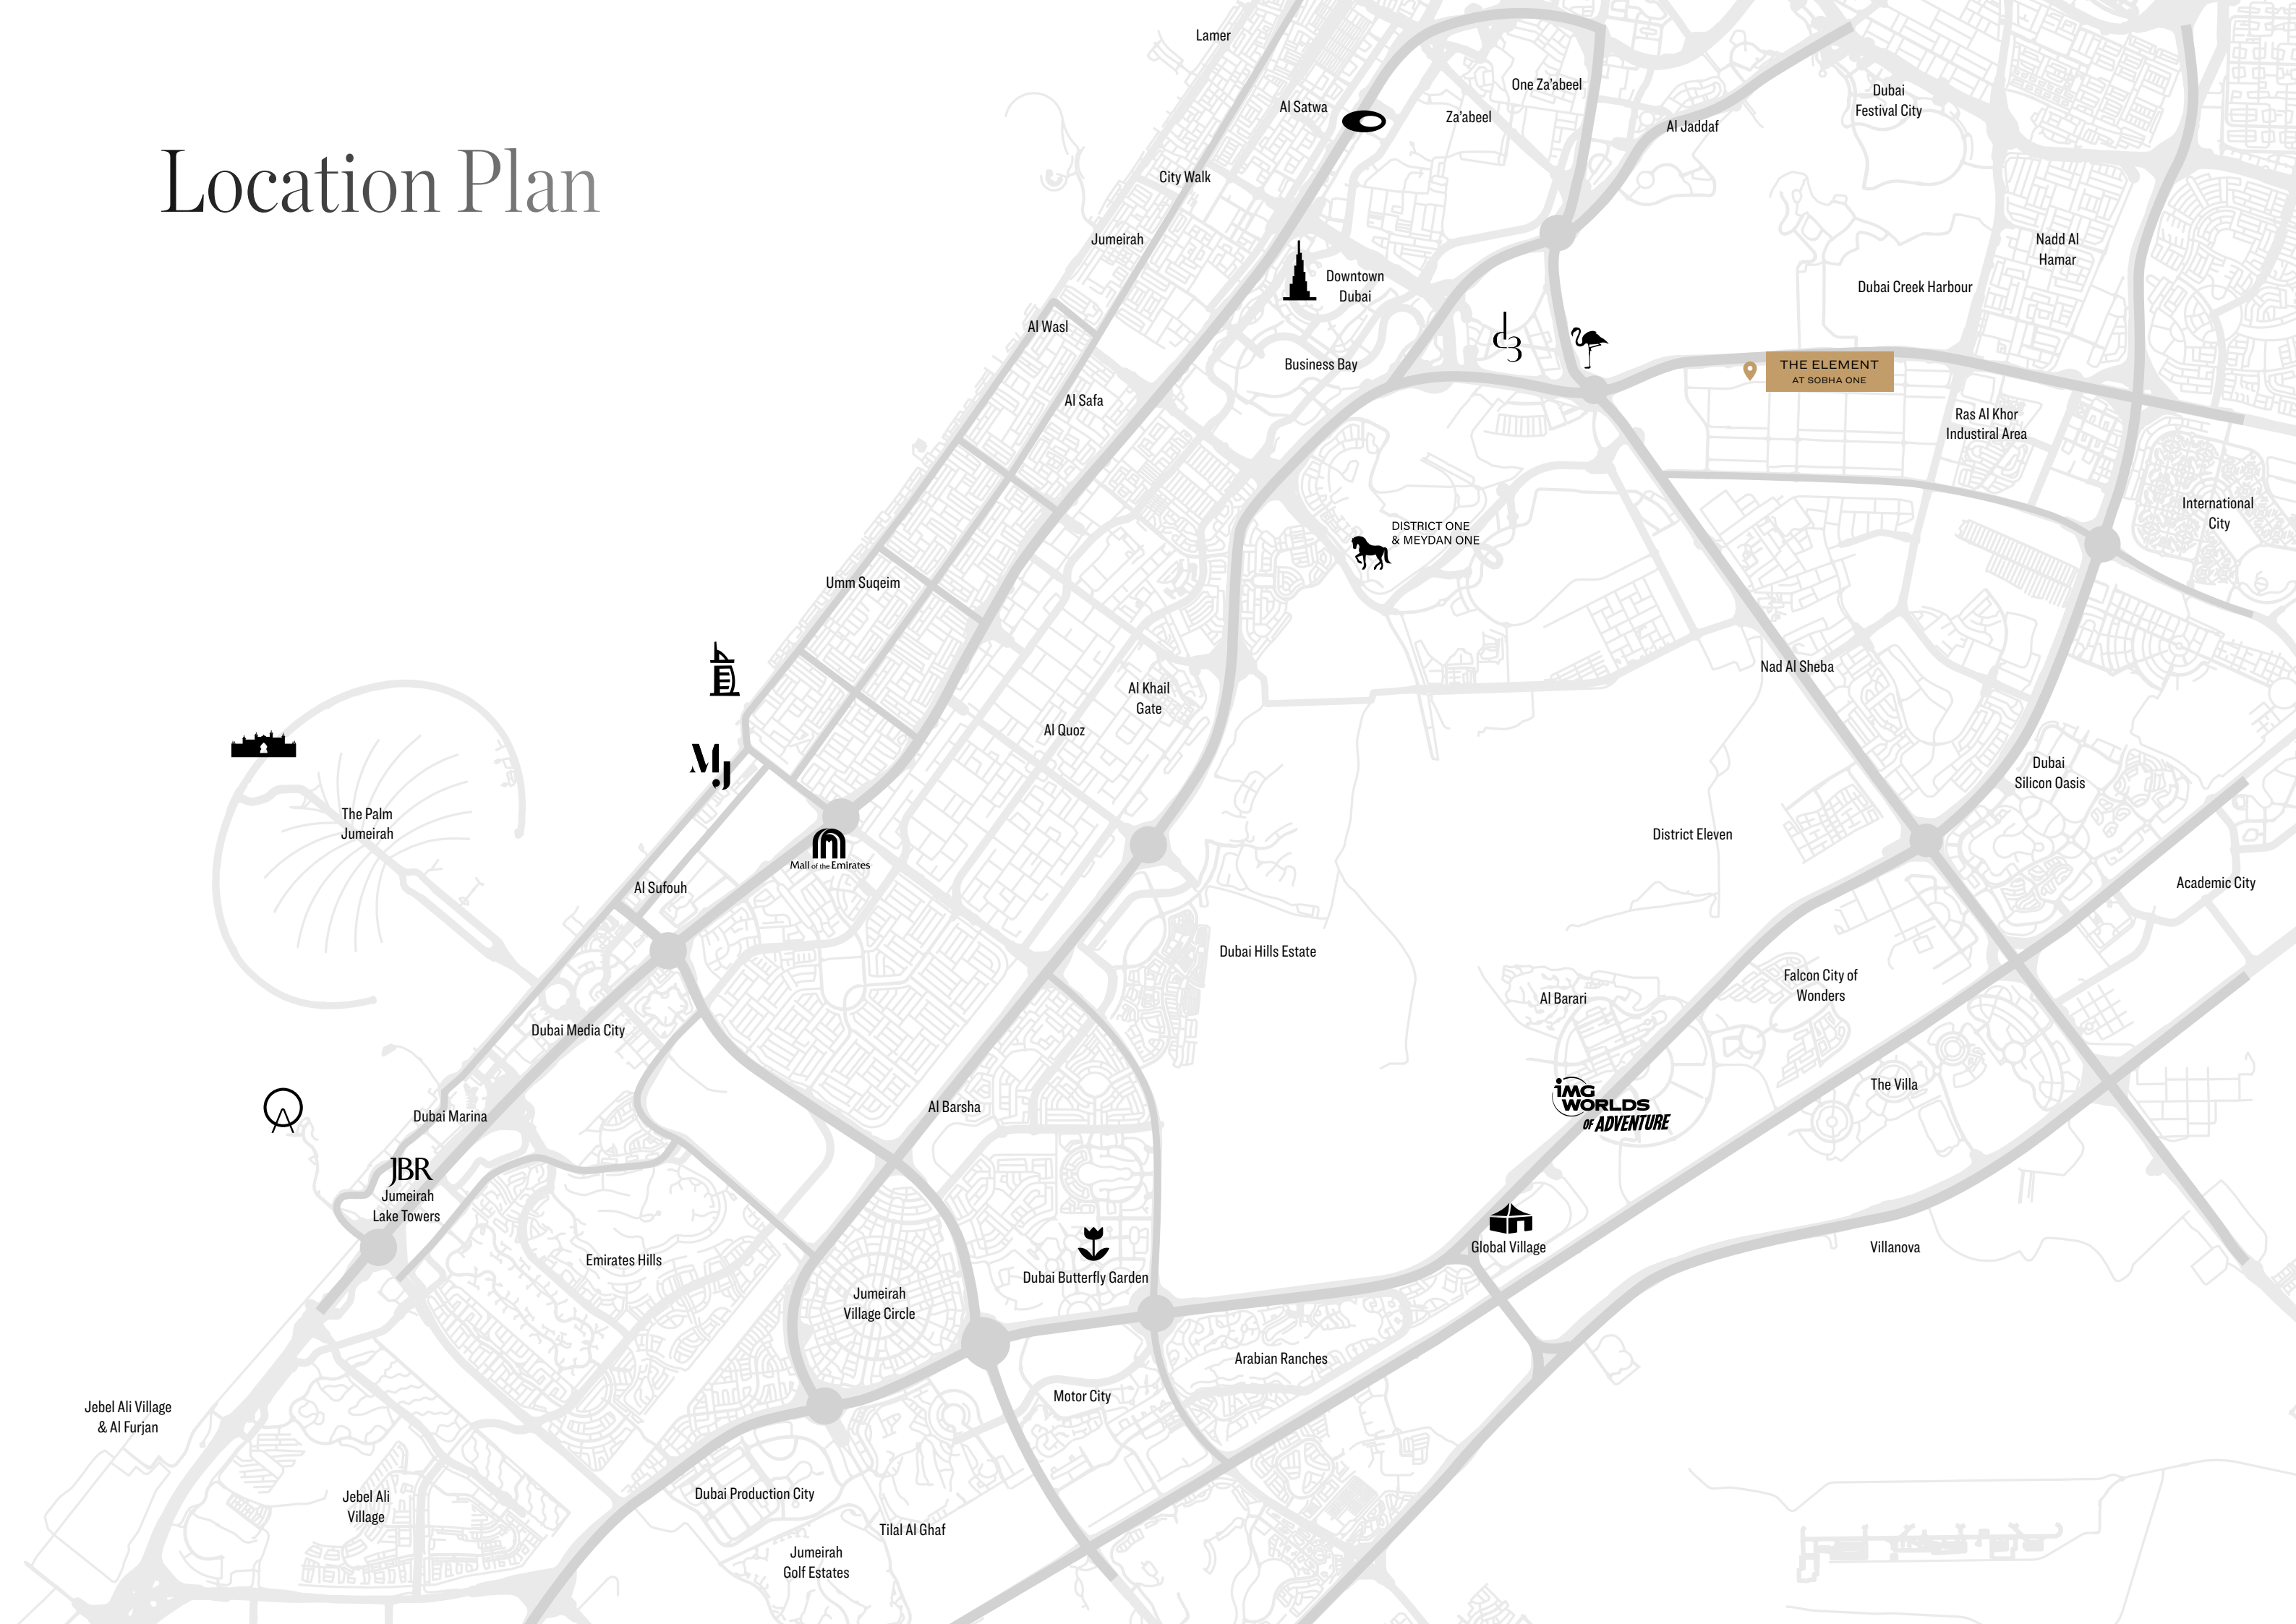 Location Plan
Lamer
One Za'abeel
Al Satwa
Za'abeel
Al Jaddaf
Dubai
Festival City
City Walk
Jumeirah
Nadd Al
Hamar
Downtown
Dubai
Dubai Creek Harbour
Al Wasl
d3
Business Bay
THE ELEMENT
AT SOBHA ONE
Al Safa
Ras Al Khor
Industiral Area
International
City
DISTRICT ONE
& MEYDAN ONE
Umm Suqeim
Nad Al Sheba
Al Khail
Gate
Al Quoz
MJ
Dubai
Silicon Oasis
The Palm
Jumeirah
District Eleven
Mall of the Emirates
Al Sufouh
Academic City
Dubai Hills Estate
Falcon City of
Wonders
Al Barari
Dubai Media City
The Villa
IMG
WORLDS
OF ADVENTURE
Al Barsha
Dubai Marina
JBR
Jumeirah
Lake Towers
Global Village
Villanova
Emirates Hills
Dubai Butterfly Garden
Jumeirah
Village Circle
Arabian Ranches
Motor City
Jebel Ali Village
& Al Furjan
Dubai Production City
Jebel Ali
Village
Tilal Al Ghaf
Jumeirah
Golf Estates